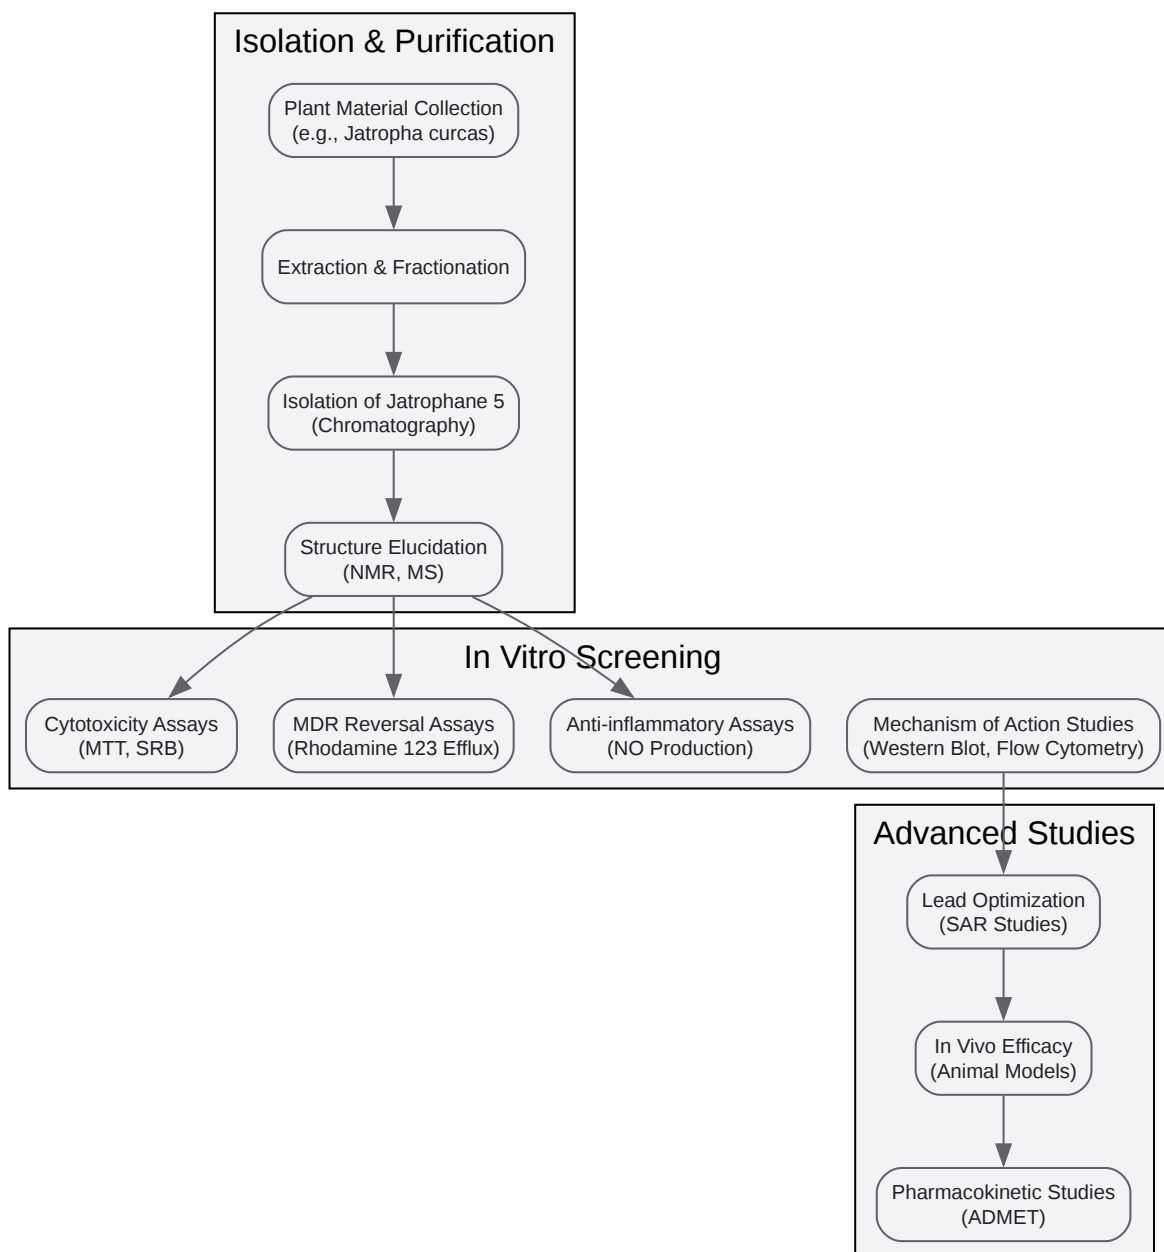 Isolation & Purification
Plant Material Collection
(e.g., Jatropha curcas)
Extraction & Fractionation
Isolation of Jatrophane 5
(Chromatography)
Structure Elucidation
(NMR, MS)
In Vitro Screening
Cytotoxicity Assays
(MTT, SRB)
MDR Reversal Assays
(Rhodamine 123 Efflux)
Anti-inflammatory Assays
(NO Production)
Mechanism of Action Studies
(Western Blot, Flow Cytometry)
Advanced Studies
Lead Optimization
(SAR Studies)
In Vivo Efficacy
(Animal Models)
Pharmacokinetic Studies
(ADMET)